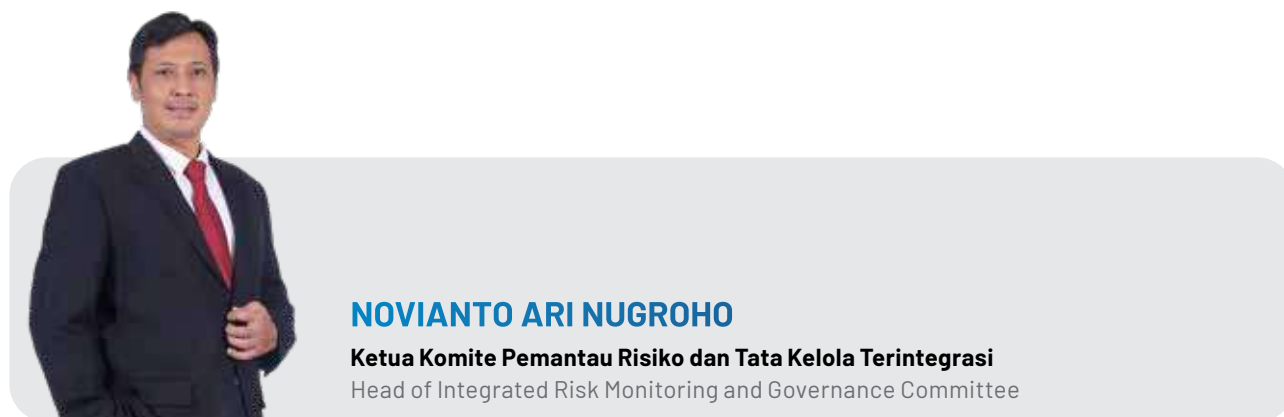 NOVIANTO ARI NUGROHO
Ketua Komite Pemantau Risiko dan Tata Kelola Terintegrasi
Head of Integrated Risk Monitoring and Governance Committee